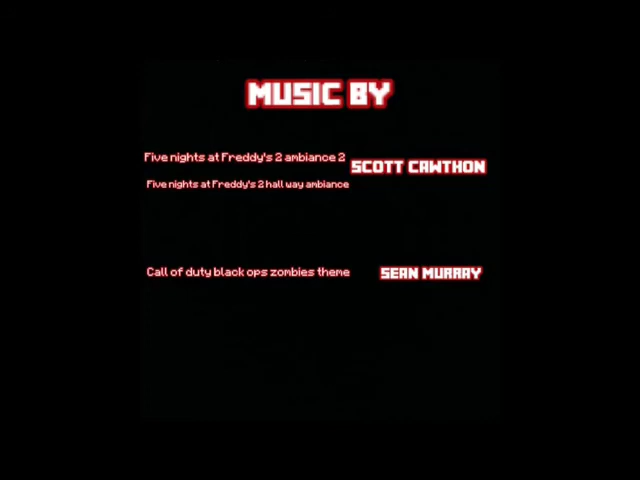 MUSIC BY
Five nights at Freddy's 2 ambiance 2
SCOTT CAWTHON
Five nights at Freddy's 2 hall way ambiance
Call of duty black ops zombies theme
SEAN MURRAY